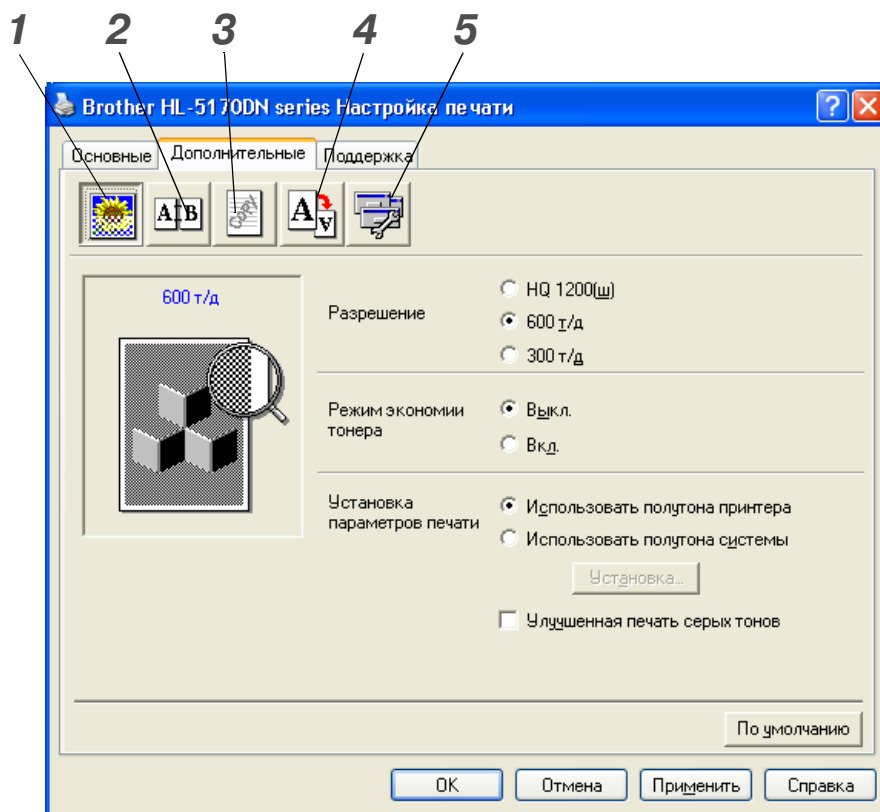 1 2 3 4 5
Brother HL-5170DN series Настройка печати
Основные Дополнительные Поддержка
A B COPY A A
600 т/д
Разрешение
HQ 1200(ш)
600 т/д
300 т/д
Режим экономии тонера
Выкл.
Вкл.
Установка
параметров печати
Использовать полутона принтера
Использовать полутона системы
Установка...
Улучшенная печать серых тонов
По умолчанию
OK Отмена Применить Справка